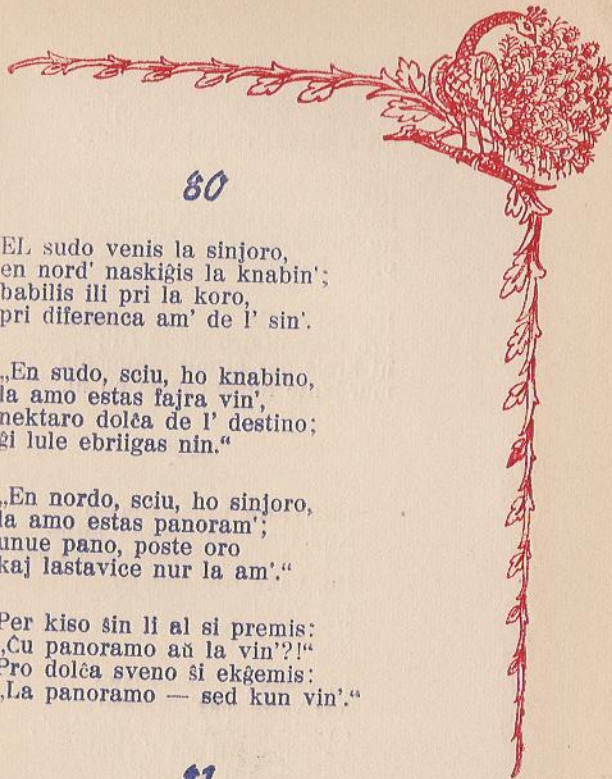 80
EL sudo venis la sinjoro,
en nord' naskiĝis la knabin';
babilis ili pri la koro,
pri diferenca am' de l' sin'.
„En sudo, sciu, ho knabino,
la amo estas fajra vin',
nektaro dolĉa de l' destino;
ĝi lule ebriigas nin.“
„En nordo, sciu, ho sinjoro,
la amo estas panoram';
unue pano, poste oro
kaj lastavice nur la am'.“
Per kiso ŝin li al si premis:
„Ĉu panoramo aŭ la vin'?!“
Pro dolĉa sveno ŝi ekĝemis:
„La panoramo — sed kun vin'.“
81